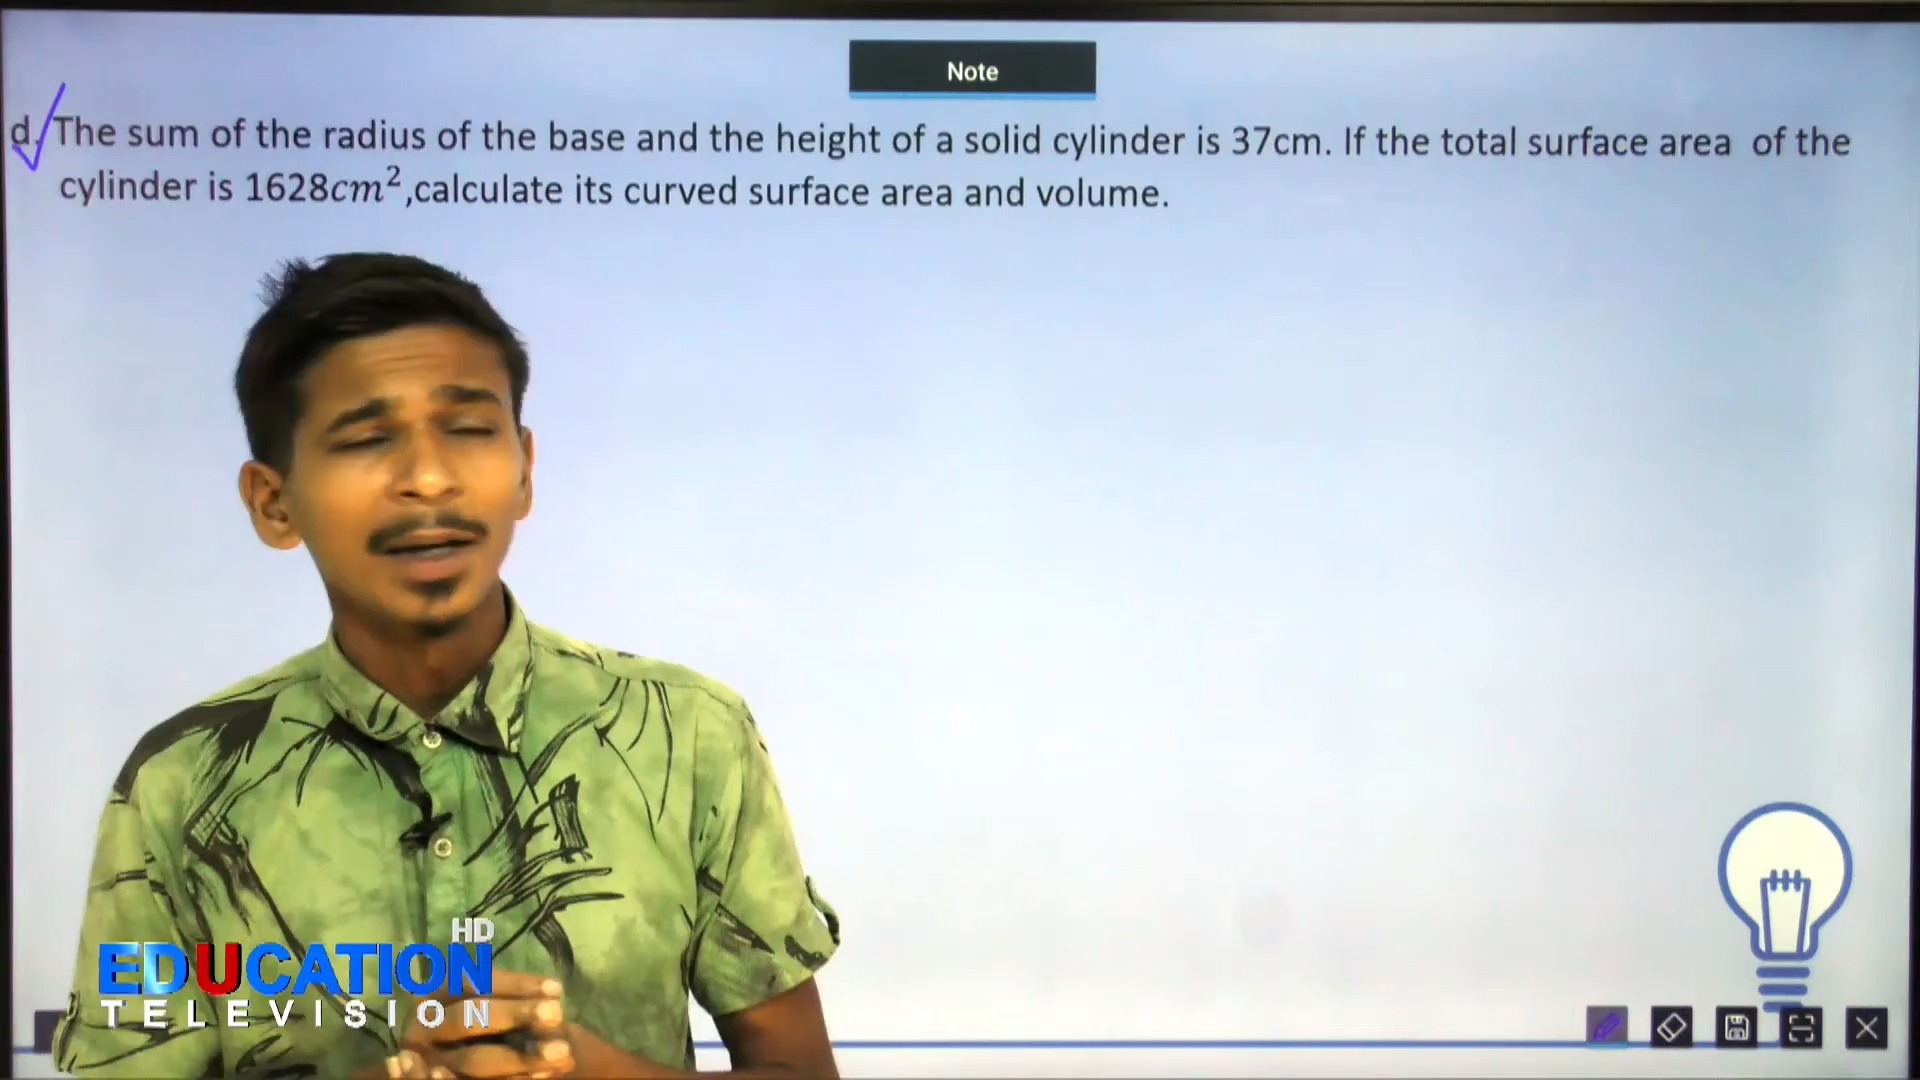 Note
d. The sum of the radius of the base and the height of a solid cylinder is 37cm. If the total surface area of the
cylinder is 1628cm²,calculate its curved surface area and volume.
HD
EDUCATION
TELEVISION